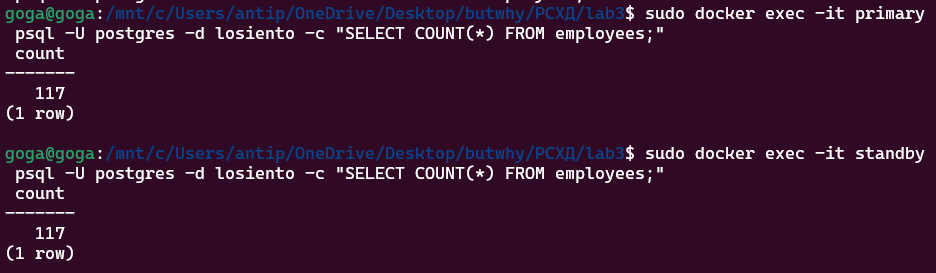 goga@goga:/mnt/c/Users/antip/OneDrive/Desktop/butwhy/РСХД/lab3$ sudo docker exec -it primary
 psql -U postgres -d losiento -c "SELECT COUNT(*) FROM employees;"
 count
-------
   117
(1 row)

goga@goga:/mnt/c/Users/antip/OneDrive/Desktop/butwhy/РСХД/lab3$ sudo docker exec -it standby
 psql -U postgres -d losiento -c "SELECT COUNT(*) FROM employees;"
 count
-------
   117
(1 row)